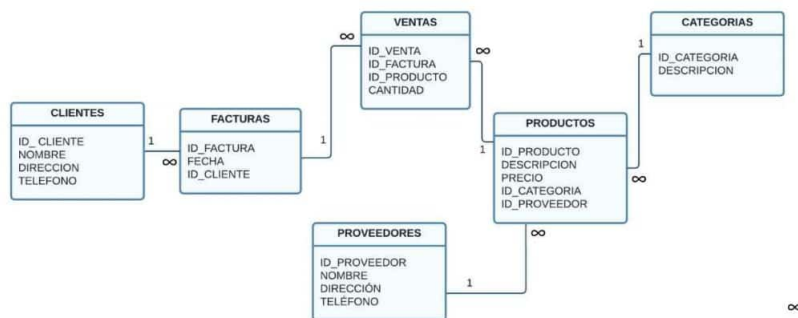 CLIENTES
ID_ CLIENTE
NOMBRE
DIRECCION
TELEFONO
1
∞
FACTURAS
ID_FACTURA
FECHA
ID_CLIENTE
1
∞
VENTAS
ID_VENTA
ID_FACTURA
ID_PRODUCTO
CANTIDAD
∞
1
PRODUCTOS
ID_PRODUCTO
DESCRIPCION
PRECIO
ID_CATEGORIA
ID_PROVEEDOR
∞
1
CATEGORIAS
ID_CATEGORIA
DESCRIPCION
PROVEEDORES
ID_PROVEEDOR
NOMBRE
DIRECCIÓN
TELÉFONO
1
∞
∞